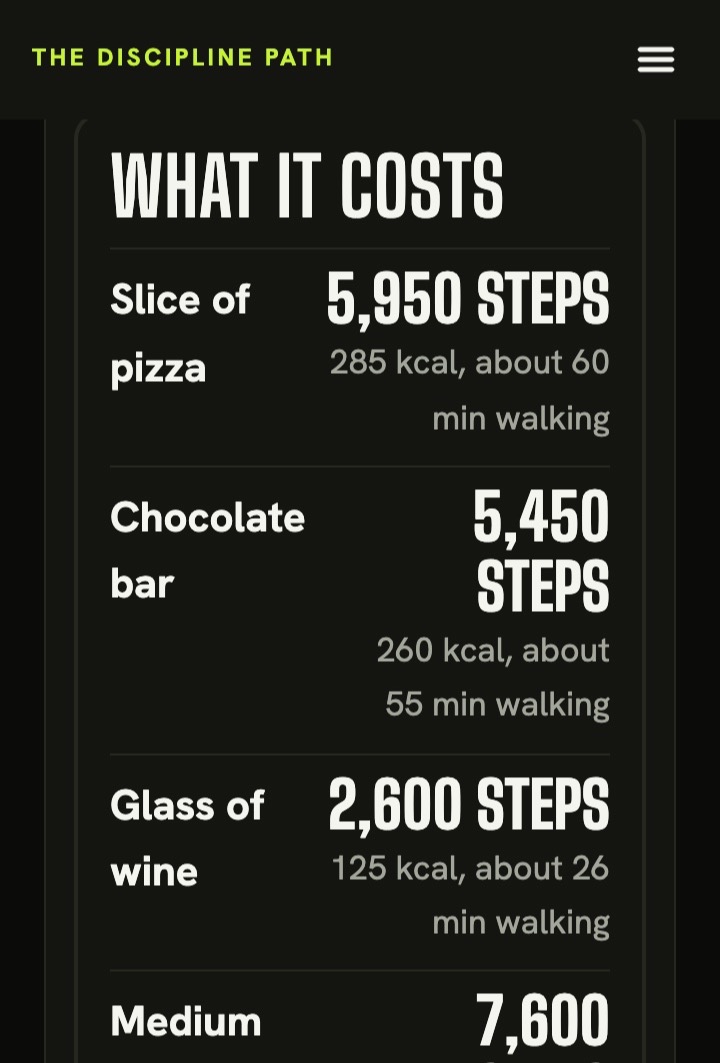 THE DISCIPLINE PATH
WHAT IT COSTS
Slice of
pizza
5,950 STEPS
285 kcal, about 60
min walking
Chocolate
bar
5,450
STEPS
260 kcal, about
55 min walking
Glass of
wine
2,600 STEPS
125 kcal, about 26
min walking
Medium
7,600